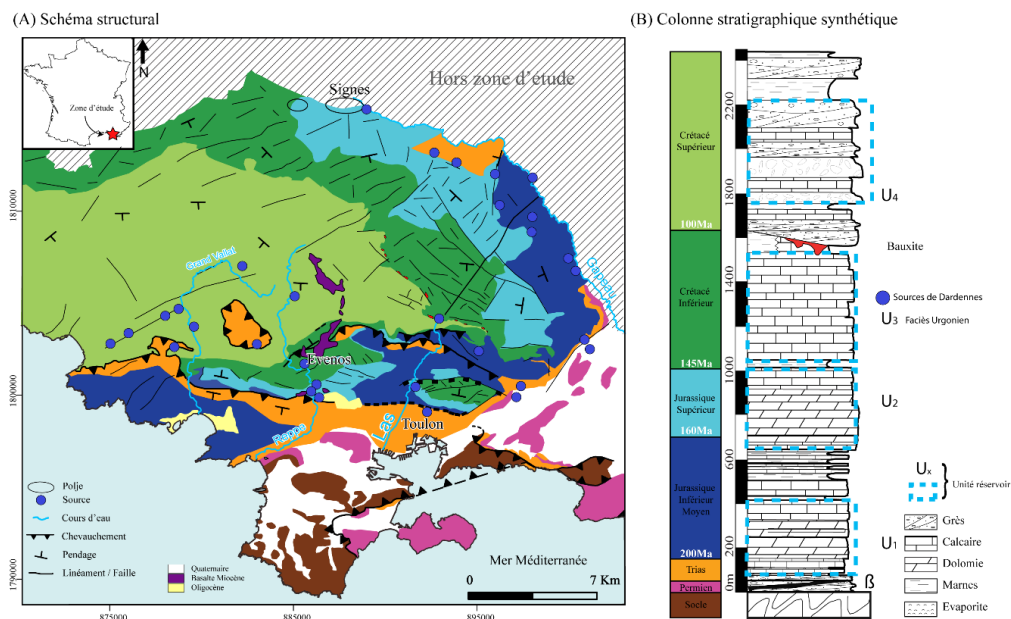 (A) Schéma structural
(B) Colonne stratigraphique synthétique
Zone d'étude
N
Hors zone d'étude
Signes
Grand Vallat
Gapeau
Evenos
Reppe
Las
Toulon
Mer Méditerranée
1810000
1800000
1790000
875000
885000
895000
0
7 Km
Polje
Source
Cours d'eau
Chevauchement
Pendage
Linéament / Faille
Quaternaire
Basalte Miocène
Oligocène
Crétacé
Supérieur
100Ma
Crétacé
Inférieur
145Ma
Jurassique
Supérieur
160Ma
Jurassique
Inférieur
Moyen
200Ma
Trias
Permien
Socle
2200
1800
1400
1000
600
200
0m
U4
Bauxite
Sources de Dardennes
U3 Faciès Urgonien
U2
U1
ß
Ux
Unité réservoir
Grès
Calcaire
Dolomie
Marnes
Evaporite